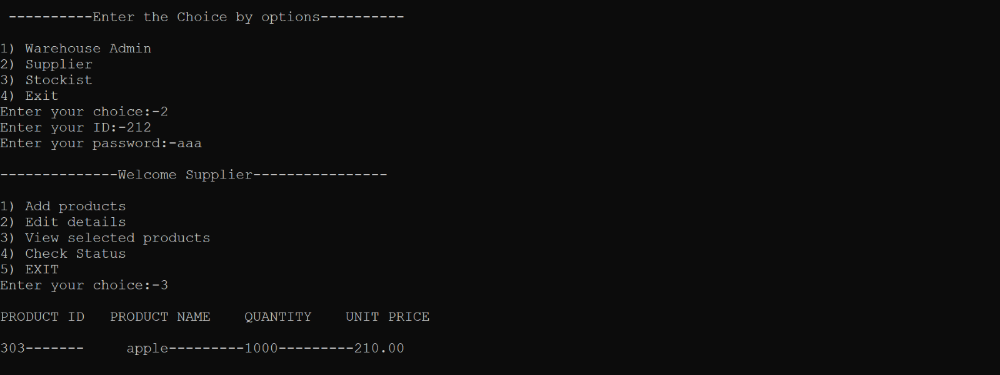 ----------Enter the Choice by options----------
1) Warehouse Admin
2) Supplier
3) Stockist
4) Exit
Enter your choice:-2
Enter your ID:-212
Enter your password:-aaa
--------------Welcome Supplier----------------
1) Add products
2) Edit details
3) View selected products
4) Check Status
5) EXIT
Enter your choice:-3
PRODUCT ID   PRODUCT NAME    QUANTITY    UNIT PRICE
303-------     apple---------1000---------210.00